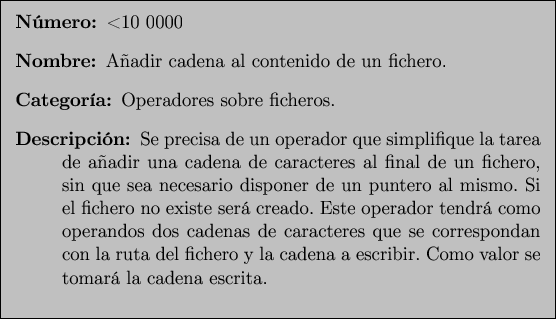 Número: <10 0000
Nombre: Añadir cadena al contenido de un fichero.
Categoría: Operadores sobre ficheros.
Descripción: Se precisa de un operador que simplifique la tarea
de añadir una cadena de caracteres al final de un fichero,
sin que sea necesario disponer de un puntero al mismo. Si
el fichero no existe será creado. Este operador tendrá como
operandos dos cadenas de caracteres que se correspondan
con la ruta del fichero y la cadena a escribir. Como valor se
tomará la cadena escrita.